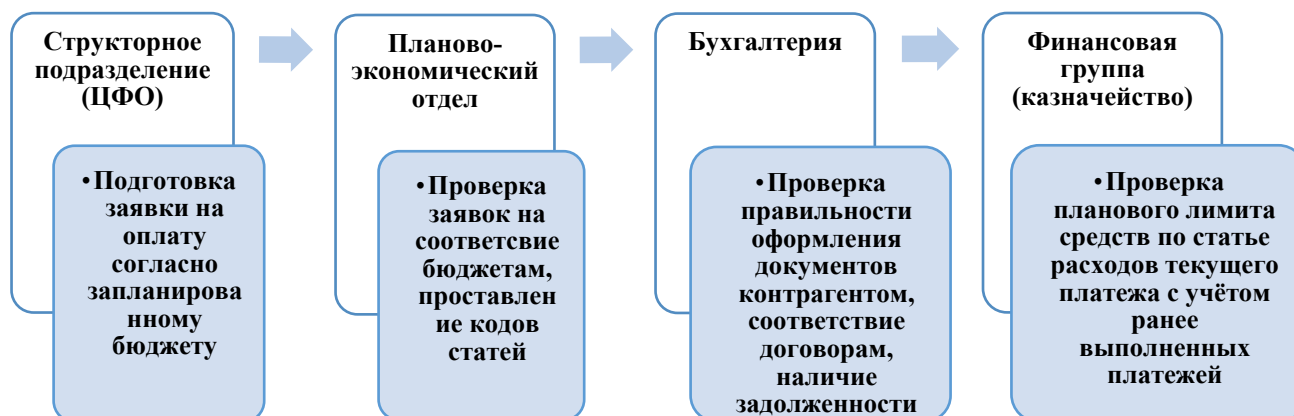 Структорное
подразделение
(ЦФО)
• Подготовка
заявки на
оплату
согласно
запланирова
нному
бюджету
Планово-
экономический
отдел
• Проверка
заявок на
соответсвие
бюджетам,
проставлен
ие кодов
статей
Бухгалтерия
• Проверка
правильности
оформления
документов
контрагентом,
соответствие
договорам,
наличие
задолженности
Финансовая
группа
(казначейство)
• Проверка
планового лимита
средств по статье
расходов текущего
платежа с учётом
ранее
выполненных
платежей